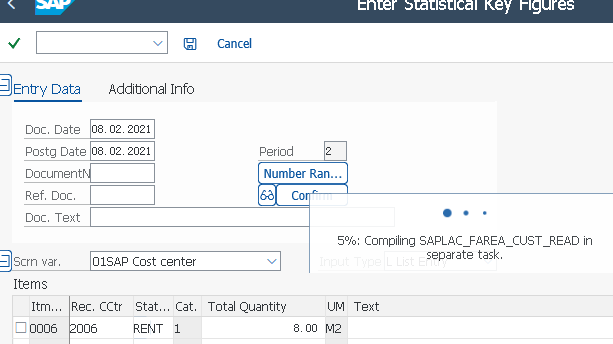 SAP Enter Statistical Key Figures
Cancel
Entry Data Additional Info
Doc. Date 08.02.2021
Postg Date 08.02.2021 Period 2
DocumentN Number Ran...
Ref. Doc. Confirm
Doc. Text
5%: Compiling SAPLAC_FAREA_CUST_READ in
separate task.
Scrn var. 01SAP Cost center Input Type L List Entry
Items
Itm... Rec. CCtr Stat... Cat. Total Quantity UM Text
0006 2006 RENT 1 8.00 M2